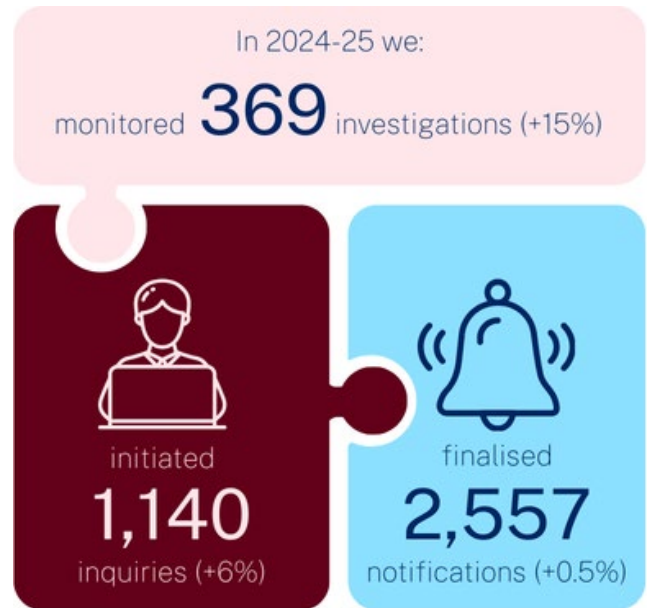 In 2024-25 we:
monitored 369 investigations (+15%)
initiated
1,140
inquiries (+6%)
finalised
2,557
notifications (+0.5%)